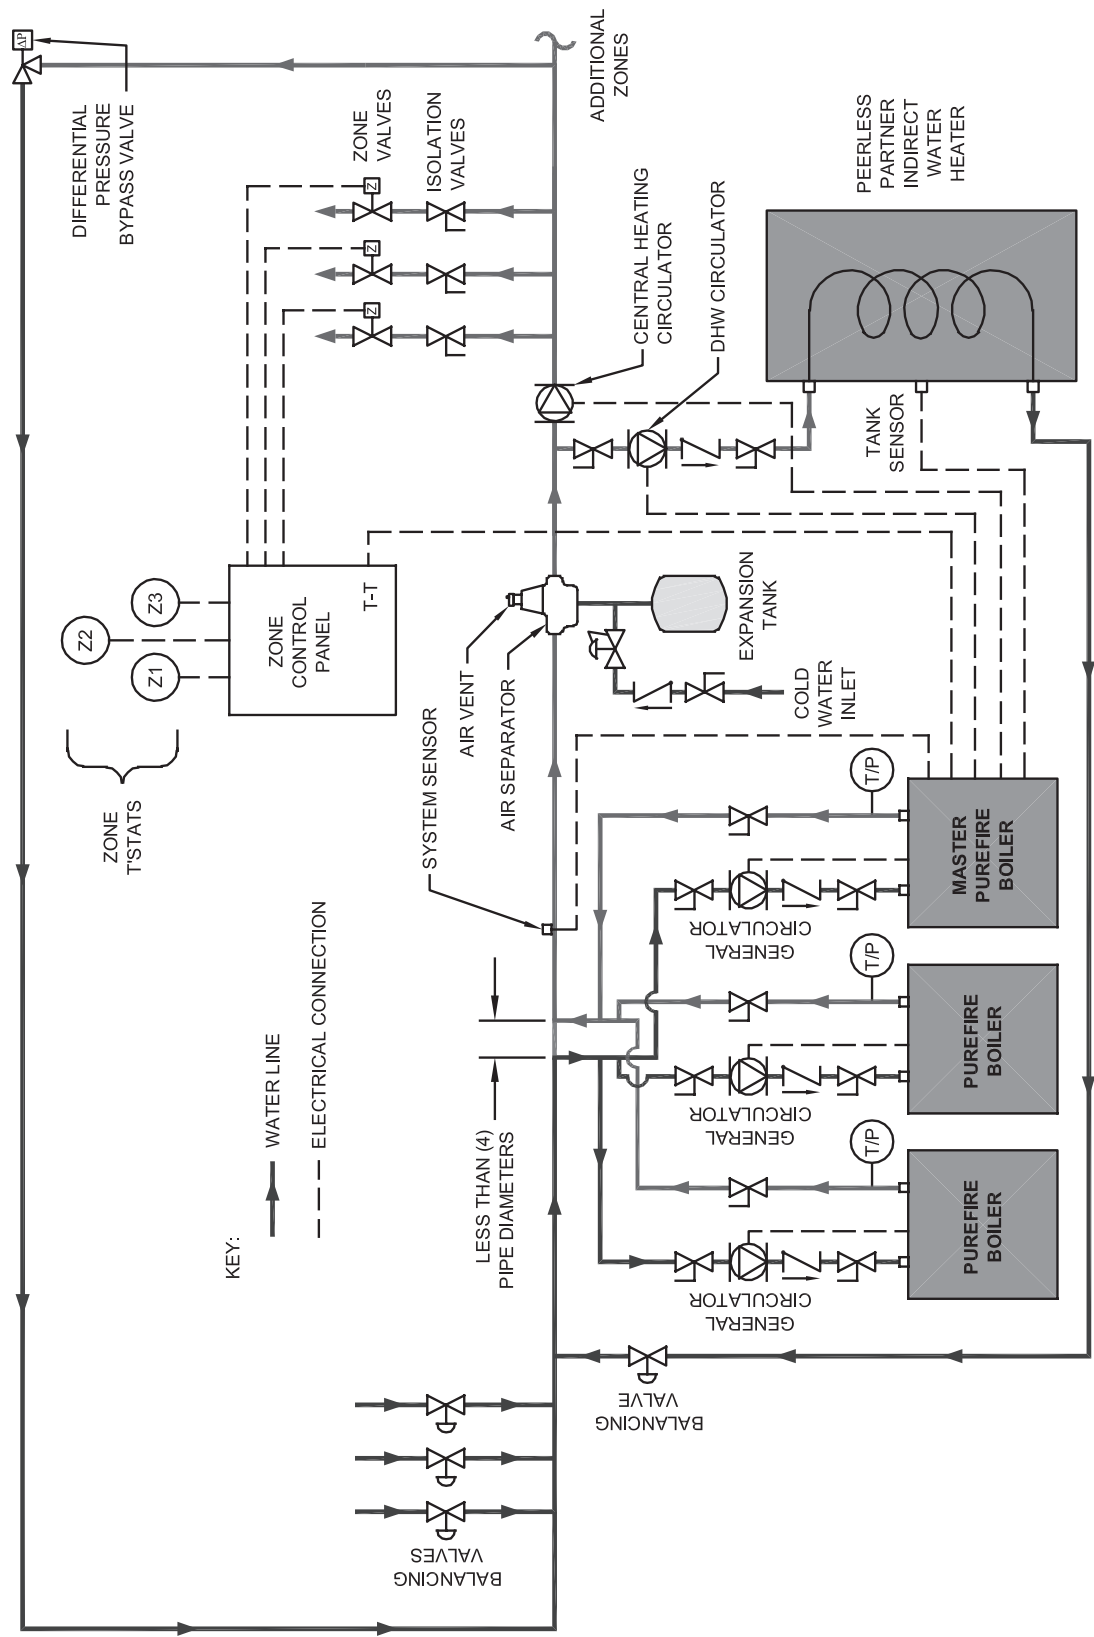 DIFFERENTIAL
PRESSURE
BYPASS VALVE
ΔP
ZONE
T'STATS
Z1
Z2
Z3
ZONE
CONTROL
PANEL
T-T
Z
Z
Z
ZONE
VALVES
ISOLATION
VALVES
ADDITIONAL
ZONES
KEY:
WATER LINE
ELECTRICAL CONNECTION
BALANCING
VALVES
LESS THAN (4)
PIPE DIAMETERS
SYSTEM SENSOR
AIR VENT
AIR SEPARATOR
CENTRAL HEATING
CIRCULATOR
DHW CIRCULATOR
EXPANSION
TANK
COLD
WATER
INLET
BALANCING
VALVE
GENERAL
CIRCULATOR
GENERAL
CIRCULATOR
GENERAL
CIRCULATOR
T/P
T/P
T/P
PUREFIRE
BOILER
PUREFIRE
BOILER
MASTER
PUREFIRE
BOILER
TANK
SENSOR
PEERLESS
PARTNER
INDIRECT
WATER
HEATER